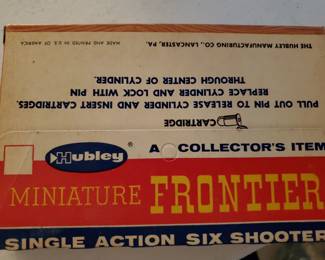 THE HUBLEY MANUFACTURING CO., LANCASTER, PA.
MADE AND PRINTED IN U.S. OF AMERICA
PULL OUT PIN TO RELEASE CYLINDER AND INSERT CARTRIDGES.
REPLACE CYLINDER AND LOCK WITH PIN
THROUGH CENTER OF CYLINDER.
CARTRIDGE
Hubley
A COLLECTOR'S ITEM
MINIATURE FRONTIER
SINGLE ACTION SIX SHOOTER